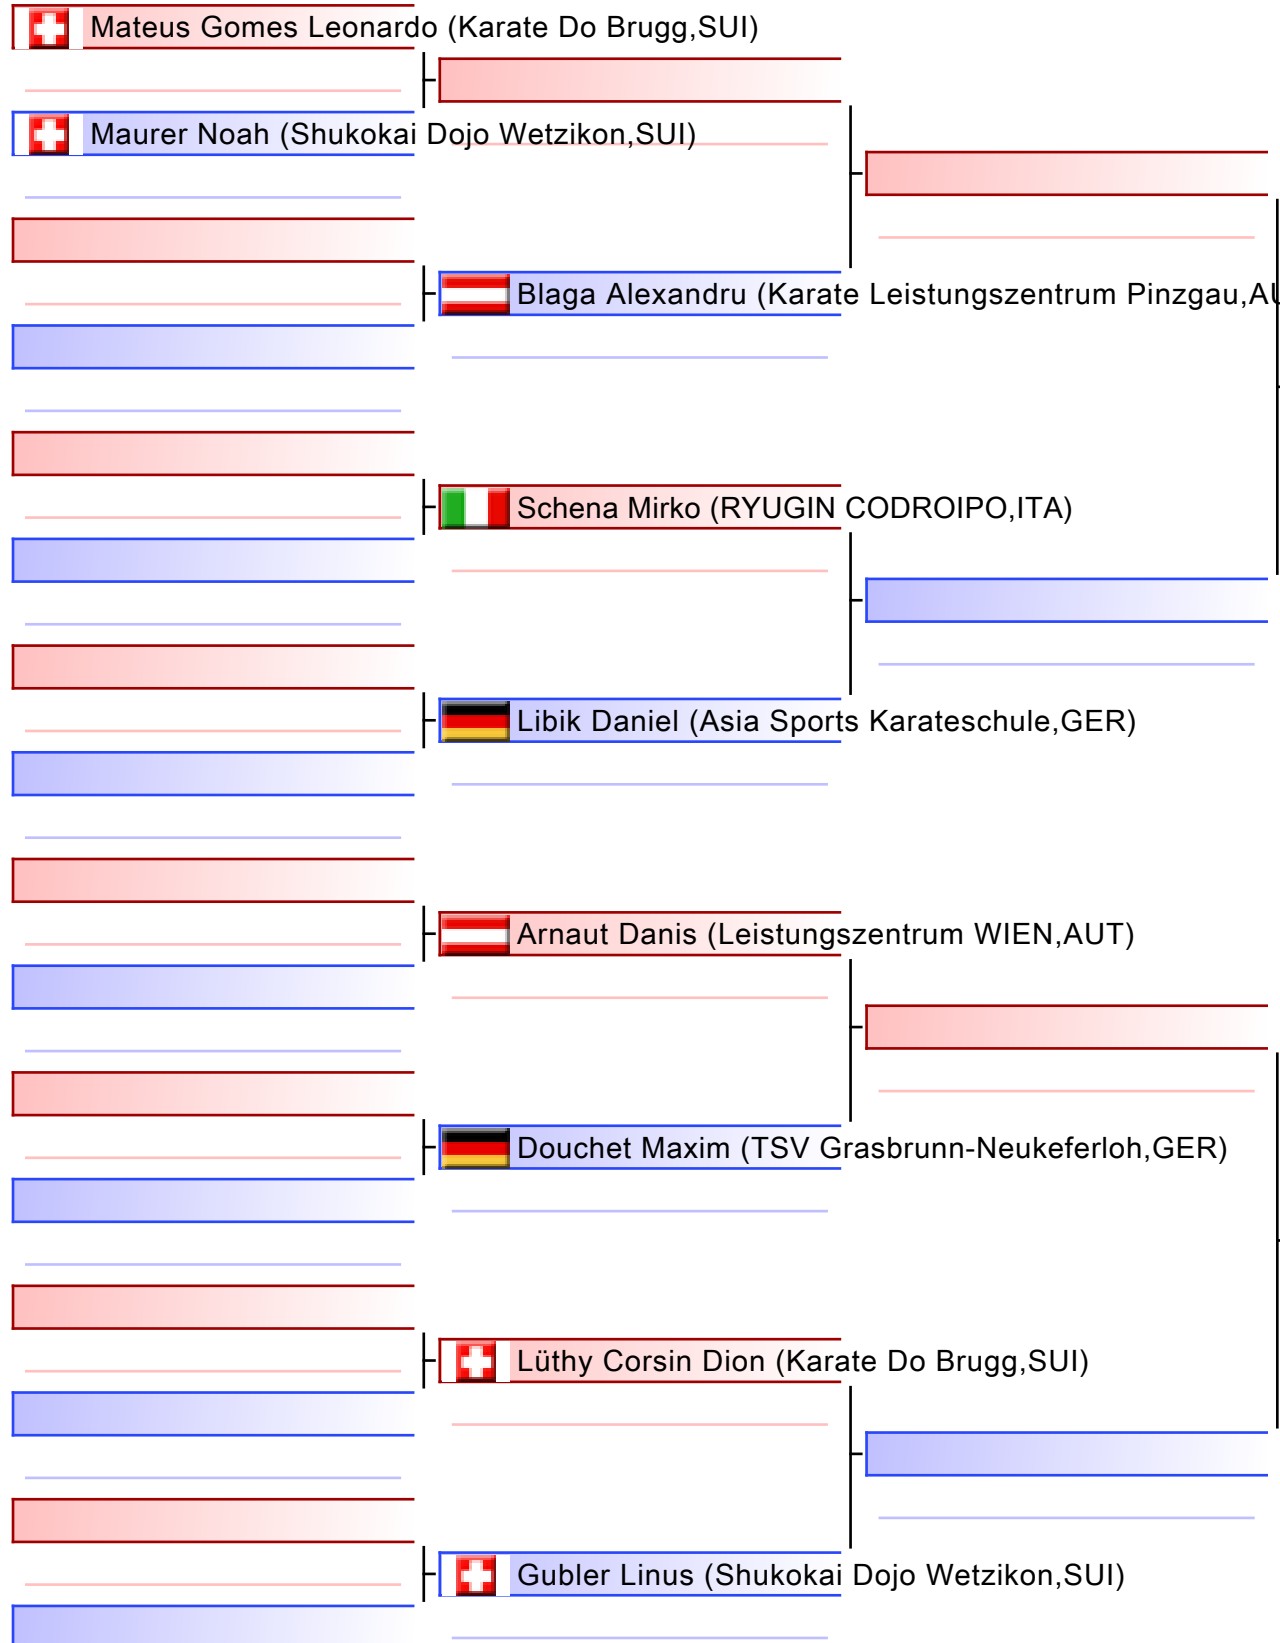 Mateus Gomes Leonardo (Karate Do Brugg,SUI)
Maurer Noah (Shukokai Dojo Wetzikon,SUI)
Blaga Alexandru (Karate Leistungszentrum Pinzgau,AU
Schena Mirko (RYUGIN CODROIPO,ITA)
Libik Daniel (Asia Sports Karateschule,GER)
Arnaut Danis (Leistungszentrum WIEN,AUT)
Douchet Maxim (TSV Grasbrunn-Neukeferloh,GER)
Lüthy Corsin Dion (Karate Do Brugg,SUI)
Gubler Linus (Shukokai Dojo Wetzikon,SUI)